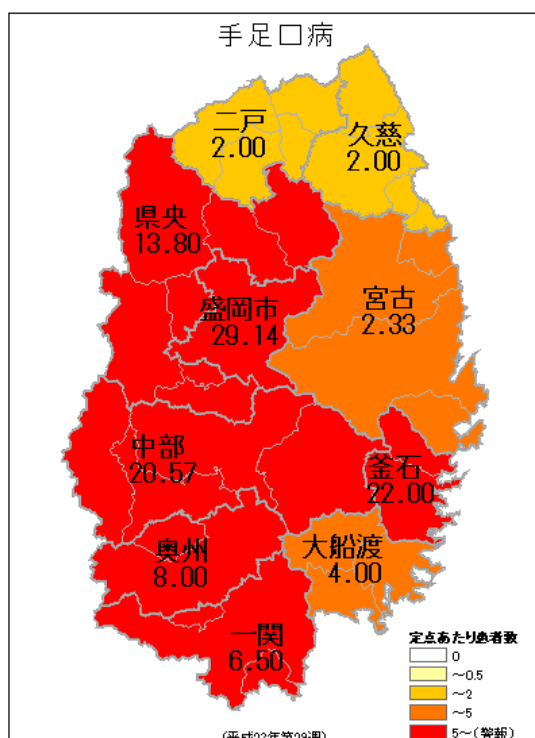 手足口病
二戸
2.00
久慈
2.00
県央
13.80
盛岡市
29.14
宮古
2.33
中部
20.57
釜石
22.00
奥州
8.00
大船渡
4.00
一関
6.50
定点あたり患者数
0
～0.5
～2
～5
5～(警報)